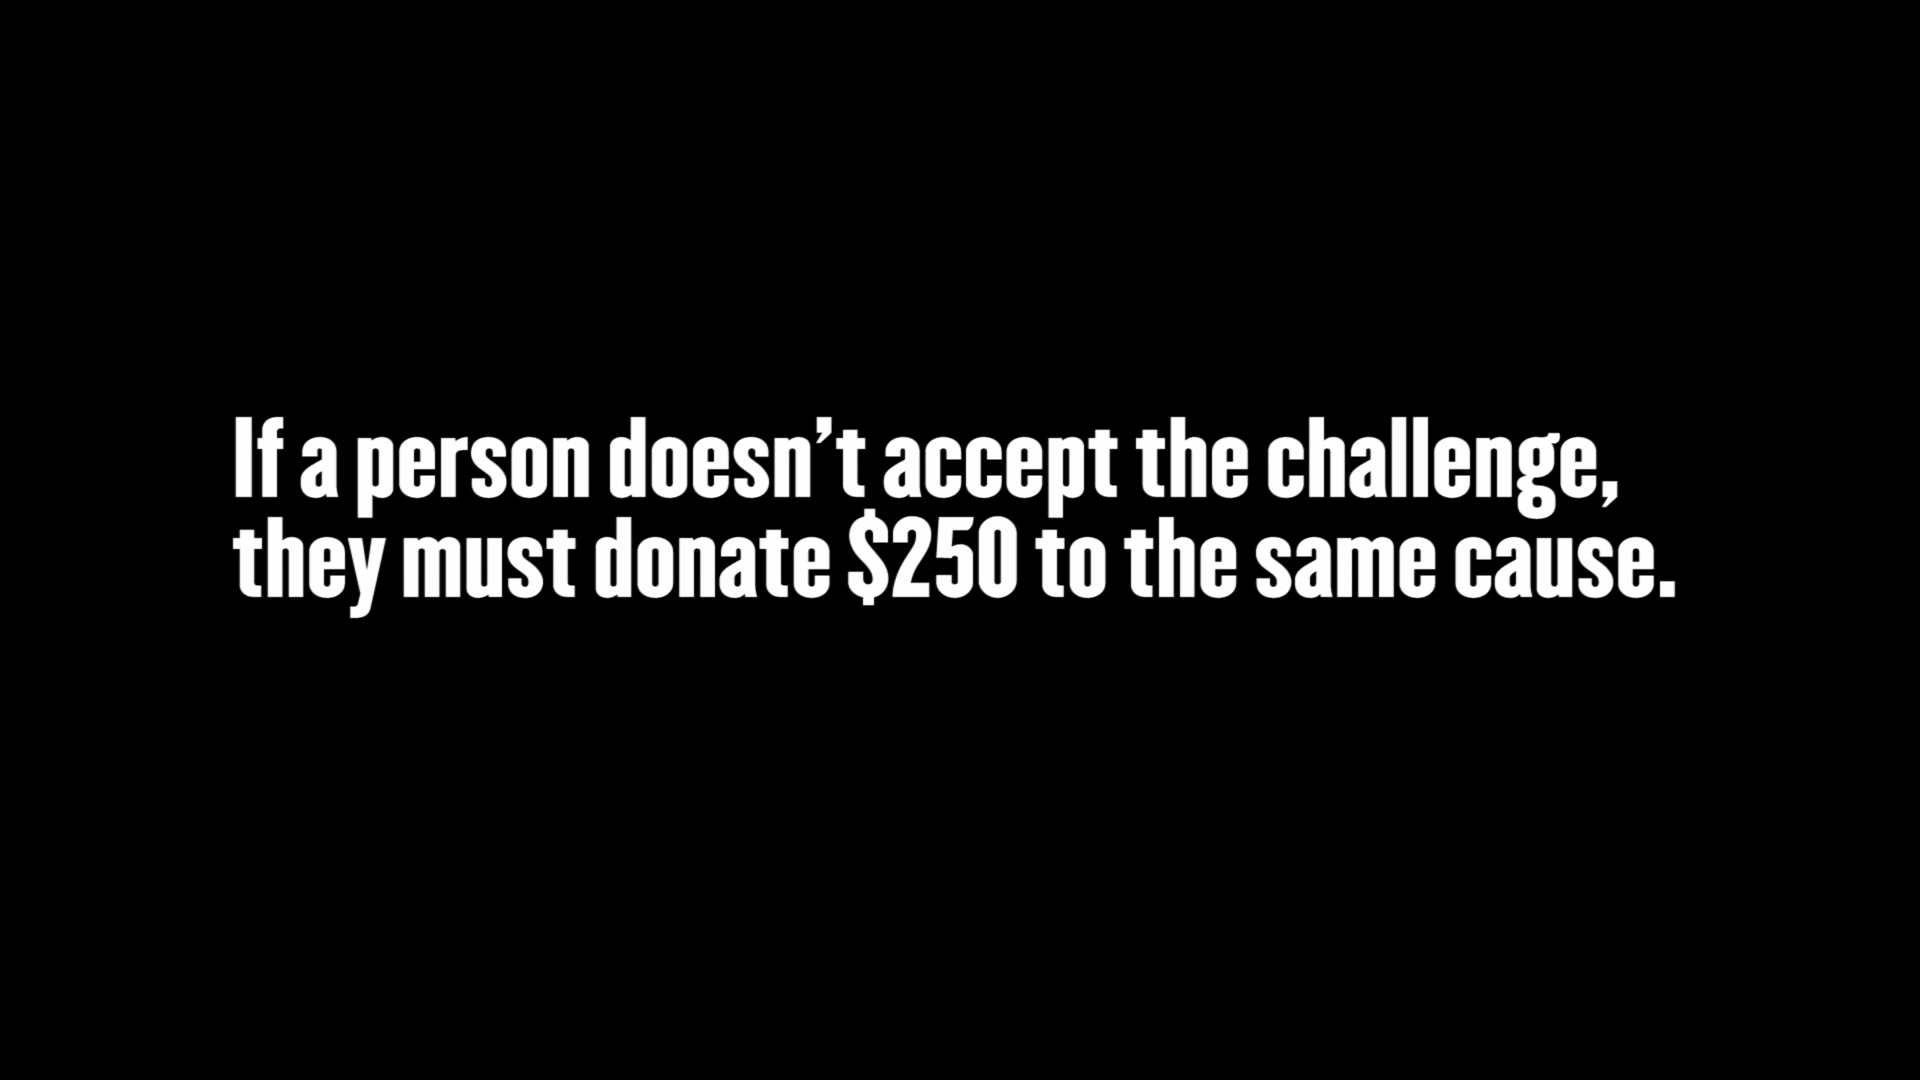 If a person doesn’t accept the challenge,
they must donate $250 to the same cause.